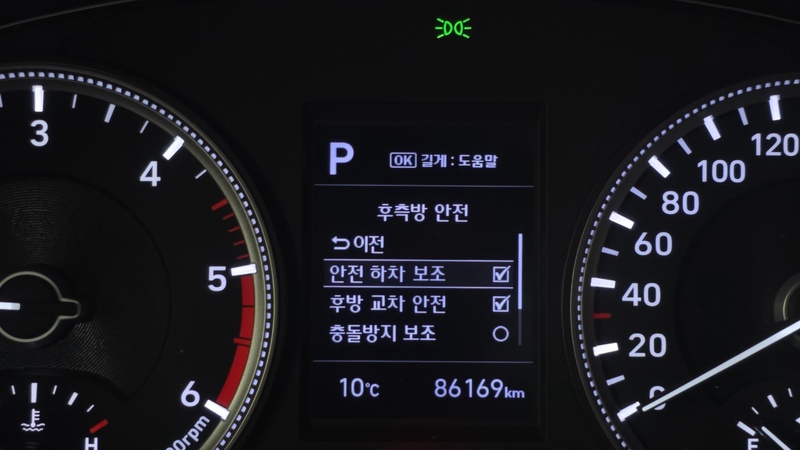 3
4
5
6
00rpm
H
P
OK 길게 : 도움말
후측방 안전
이전
안전 하차 보조
후방 교차 안전
충돌방지 보조
10℃
86169km
120
100
80
60
40
20
0
F